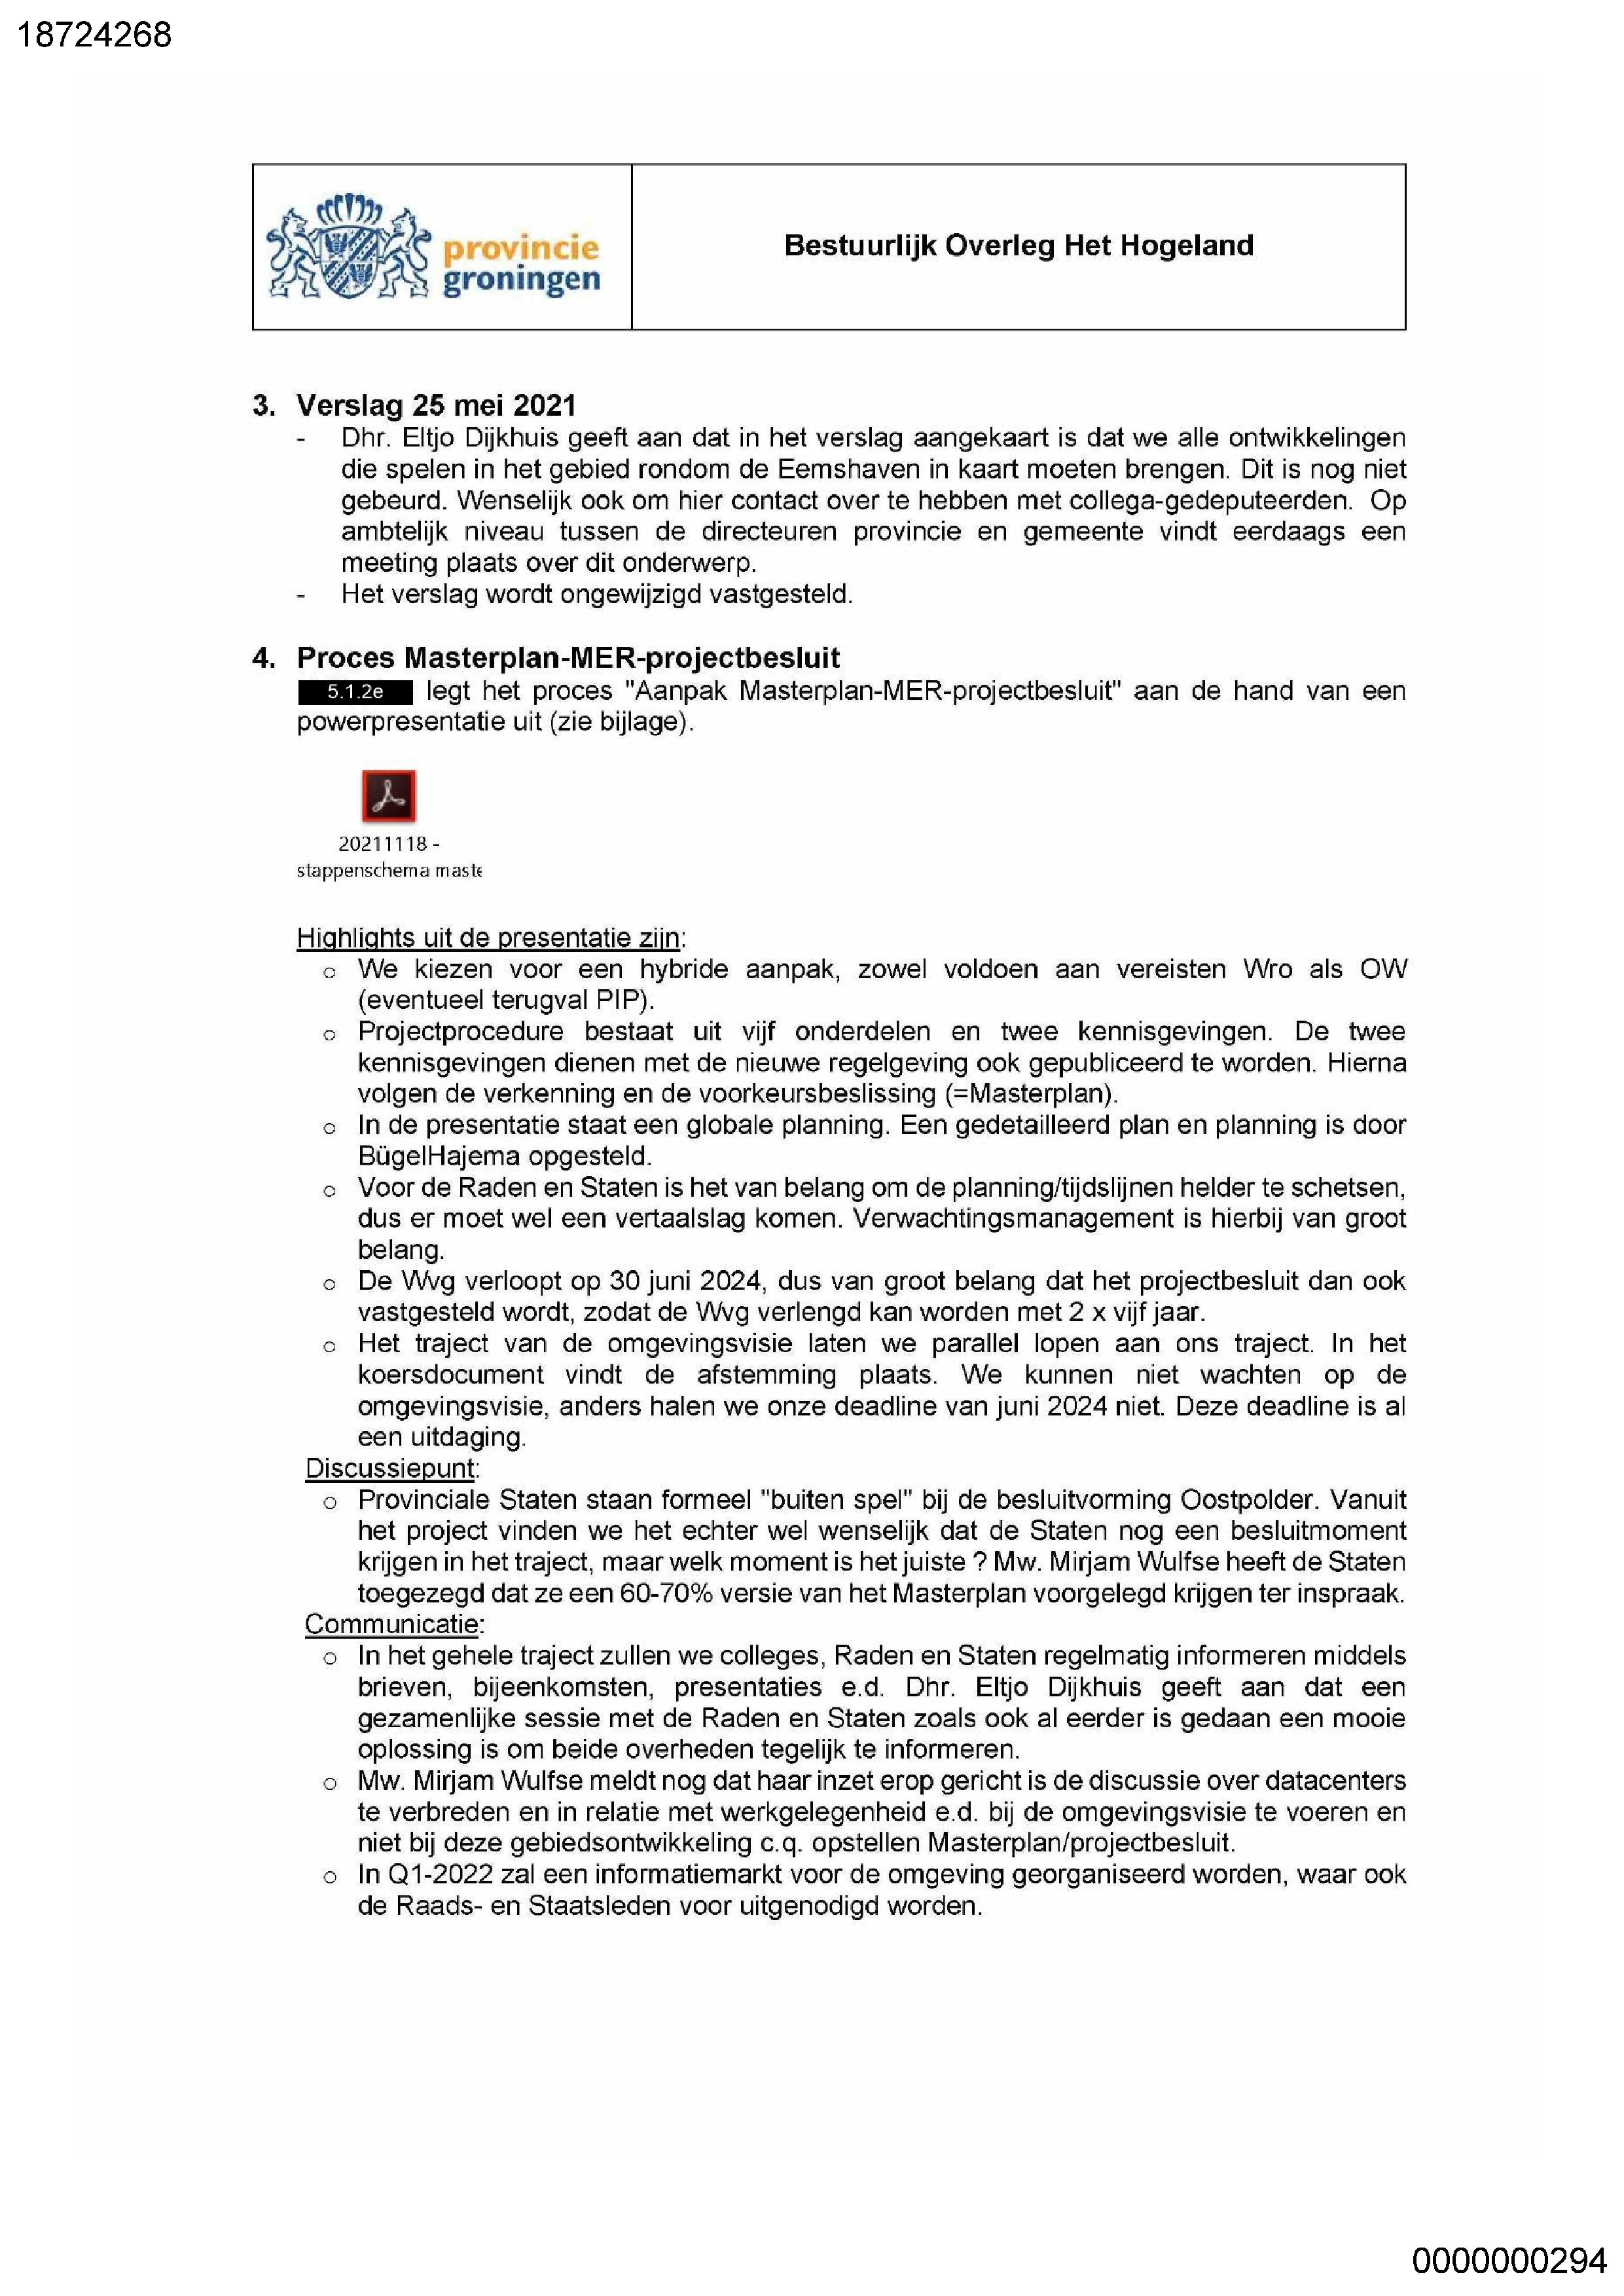 18724268
provincie
groningen
Bestuurlijk Overleg Het Hogeland
3. Verslag 25 mei 2021
- Dhr. Eltjo Dijkhuis geeft aan dat in het verslag aangekaart is dat we alle ontwikkelingen
die spelen in het gebied rondom de Eemshaven in kaart moeten brengen. Dit is nog niet
gebeurd. Wenselijk ook om hier contact over te hebben met collega-gedeputeerden. Op
ambtelijk niveau tussen de directeuren provincie en gemeente vindt eerdaags een
meeting plaats over dit onderwerp.
- Het verslag wordt ongewijzigd vastgesteld.
4. Proces Masterplan-MER-projectbesluit
5.1.2e legt het proces "Aanpak Masterplan-MER-projectbesluit" aan de hand van een
powerpresentatie uit (zie bijlage).
20211118 -
stappenschema maste
Highlights uit de presentatie zijn:
o We kiezen voor een hybride aanpak, zowel voldoen aan vereisten Wro als OW
(eventueel terugval PIP).
o Projectprocedure bestaat uit vijf onderdelen en twee kennisgevingen. De twee
kennisgevingen dienen met de nieuwe regelgeving ook gepubliceerd te worden. Hierna
volgen de verkenning en de voorkeursbeslissing (=Masterplan).
o In de presentatie staat een globale planning. Een gedetailleerd plan en planning is door
BügelHajema opgesteld.
o Voor de Raden en Staten is het van belang om de planning/tijdslijnen helder te schetsen,
dus er moet wel een vertaalslag komen. Verwachtingsmanagement is hierbij van groot
belang.
o De Wvg verloopt op 30 juni 2024, dus van groot belang dat het projectbesluit dan ook
vastgesteld wordt, zodat de Wvg verlengd kan worden met 2 x vijf jaar.
o Het traject van de omgevingsvisie laten we parallel lopen aan ons traject. In het
koersdocument vindt de afstemming plaats. We kunnen niet wachten op de
omgevingsvisie, anders halen we onze deadline van juni 2024 niet. Deze deadline is al
een uitdaging.
Discussiepunt:
o Provinciale Staten staan formeel "buiten spel" bij de besluitvorming Oostpolder. Vanuit
het project vinden we het echter wel wenselijk dat de Staten nog een besluitmoment
krijgen in het traject, maar welk moment is het juiste ? Mw. Mirjam Wulfse heeft de Staten
toegezegd dat ze een 60-70% versie van het Masterplan voorgelegd krijgen ter inspraak.
Communicatie:
o In het gehele traject zullen we colleges, Raden en Staten regelmatig informeren middels
brieven, bijeenkomsten, presentaties e.d. Dhr. Eltjo Dijkhuis geeft aan dat een
gezamenlijke sessie met de Raden en Staten zoals ook al eerder is gedaan een mooie
oplossing is om beide overheden tegelijk te informeren.
o Mw. Mirjam Wulfse meldt nog dat haar inzet erop gericht is de discussie over datacenters
te verbreden en in relatie met werkgelegenheid e.d. bij de omgevingsvisie te voeren en
niet bij deze gebiedsontwikkeling c.q. opstellen Masterplan/projectbesluit.
o In Q1-2022 zal een informatiemarkt voor de omgeving georganiseerd worden, waar ook
de Raads- en Staatsleden voor uitgenodigd worden.
0000000294